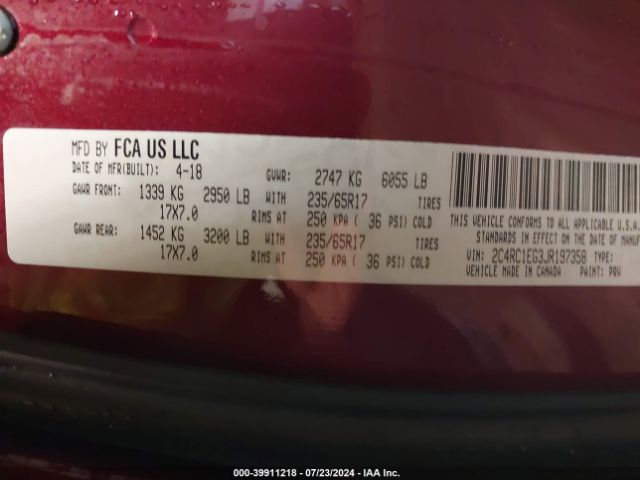 MFD BY FCA US LLC
DATE OF MFR(BUILT): 4-18 GVWR: 2747 KG 6055 LB
GAWR FRONT: 1339 KG 2950 LB WITH 235/65R17 TIRES
17X7.0 RIMS AT 250 KPA ( 36 PSI) COLD
GAWR REAR: 1452 KG 3200 LB WITH 235/65R17 TIRES
17X7.0 RIMS AT 250 KPA ( 36 PSI) COLD
THIS VEHICLE CONFORMS TO ALL APPLICABLE U.S.A.
STANDARDS IN EFFECT ON THE DATE OF MANUF
VIN: 2C4RC1EG3JR197358 TYPE:
VEHICLE MADE IN CANADA PAINT: PRV
0-000-39911218 - 07/23/2024 - IAA Inc.